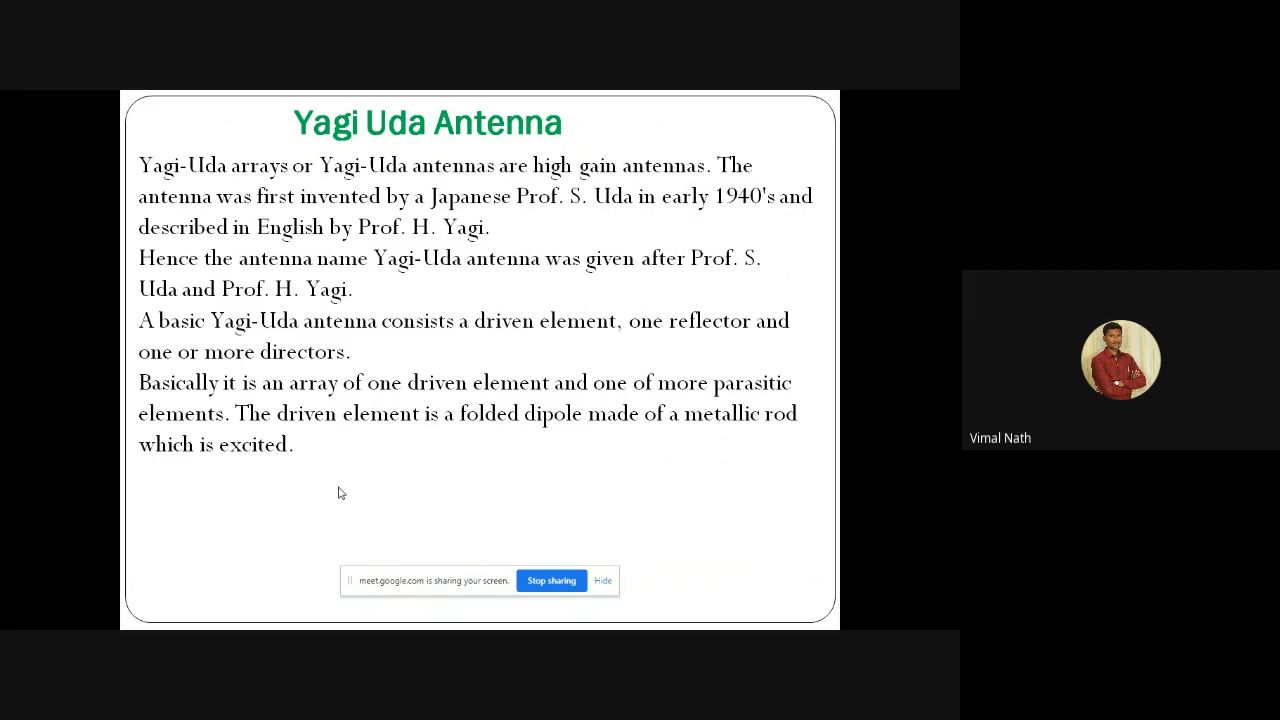 Yagi Uda Antenna
Yagi-Uda arrays or Yagi-Uda antennas are high gain antennas. The
antenna was first invented by a Japanese Prof. S. Uda in early 1940's and
described in English by Prof. H. Yagi.
Hence the antenna name Yagi-Uda antenna was given after Prof. S.
Uda and Prof. H. Yagi.
A basic Yagi-Uda antenna consists a driven element, one reflector and
one or more directors.
Basically it is an array of one driven element and one of more parasitic
elements. The driven element is a folded dipole made of a metallic rod
which is excited.
meet.google.com is sharing your screen. Stop sharing Hide
Vimal Nath